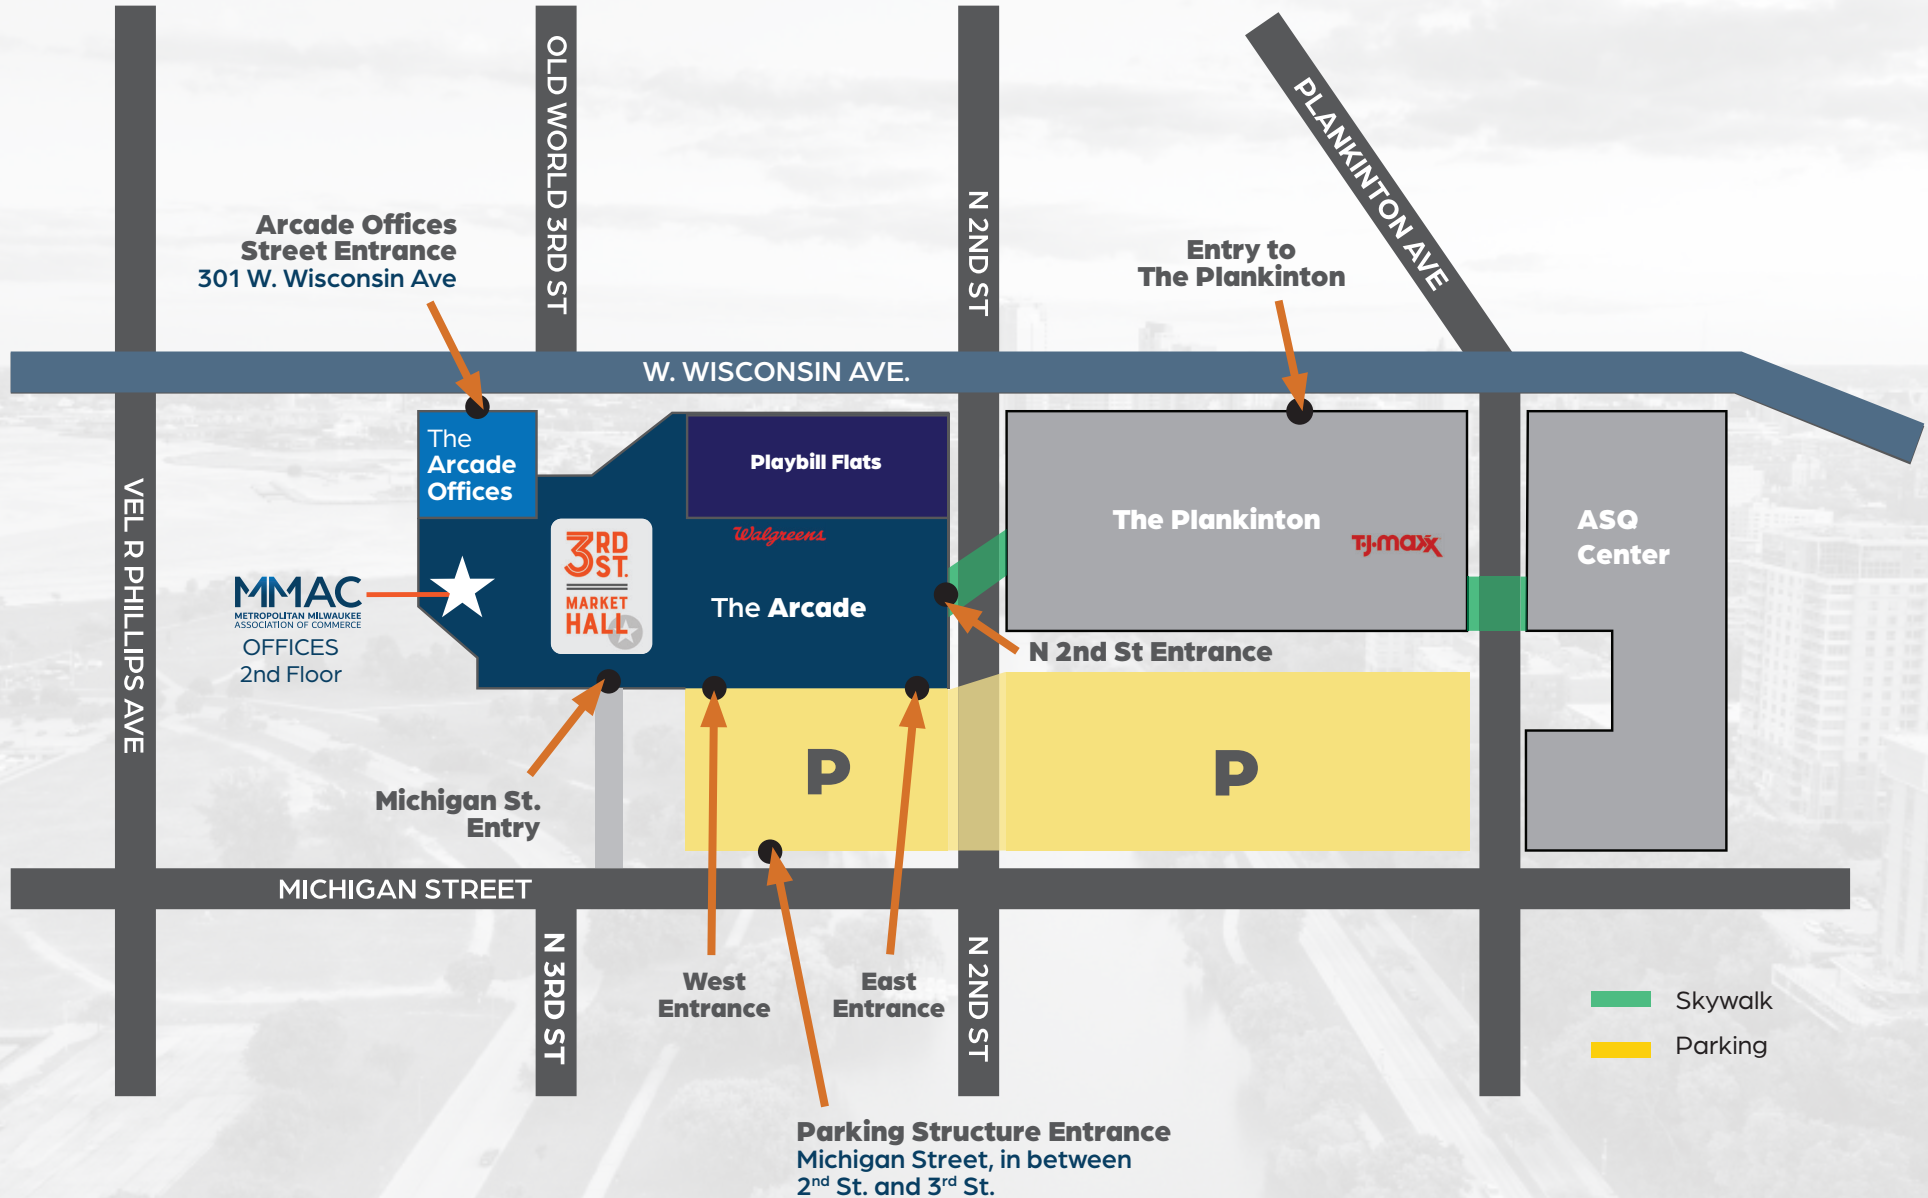 OLD WORLD 3RD ST
N 2ND ST
PLANKINTON AVE
Arcade Offices
Street Entrance
301 W. Wisconsin Ave
Entry to
The Plankinton
W. WISCONSIN AVE.
The
Arcade
Offices
Playbill Flats
Walgreens
3RD
ST.
MARKET
HALL
The Arcade
The Plankinton
T·J·maxx
ASQ
Center
VEL R PHILLIPS AVE
MMAC
METROPOLITAN MILWAUKEE
ASSOCIATION OF COMMERCE
OFFICES
2nd Floor
N 2nd St Entrance
P
P
Michigan St.
Entry
MICHIGAN STREET
N 3RD ST
West
Entrance
East
Entrance
N 2ND ST
Skywalk
Parking
Parking Structure Entrance
Michigan Street, in between
2nd St. and 3rd St.